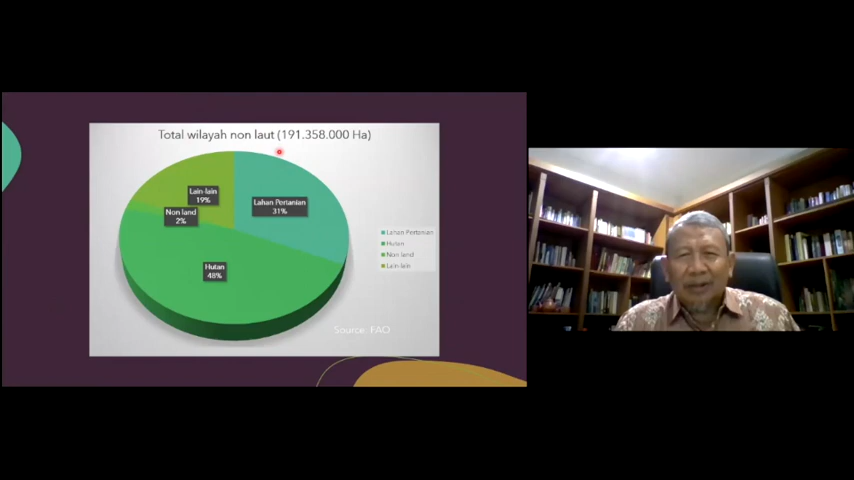 Total wilayah non laut (191.358.000 Ha)
Lain-lain
19%
Lahan Pertanian
31%
Non land
2%
Hutan
48%
Lahan Pertanian
Hutan
Non land
Lain-lain
Source: FAO